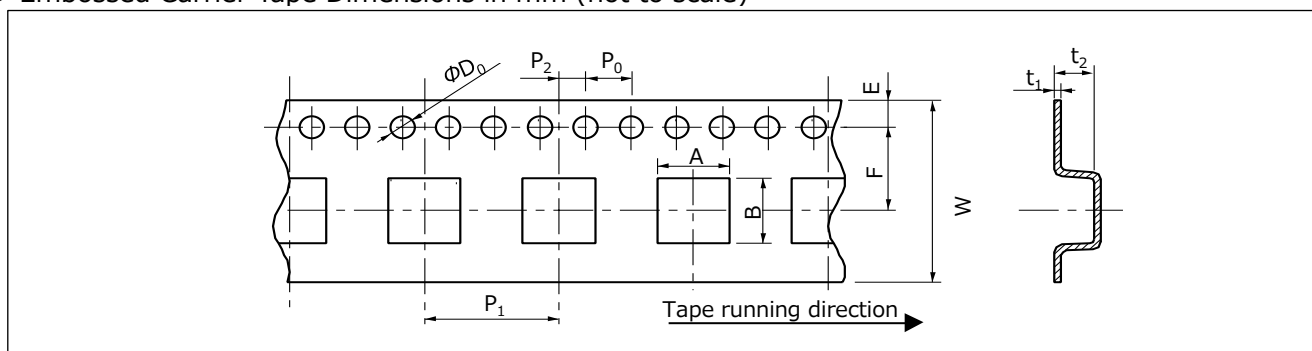 Embossed Carrier Tape Dimensions in mm (not to scale)
ΦD₀
P₂
P₀
E
t₁
t₂
A
B
F
W
P₁
Tape running direction